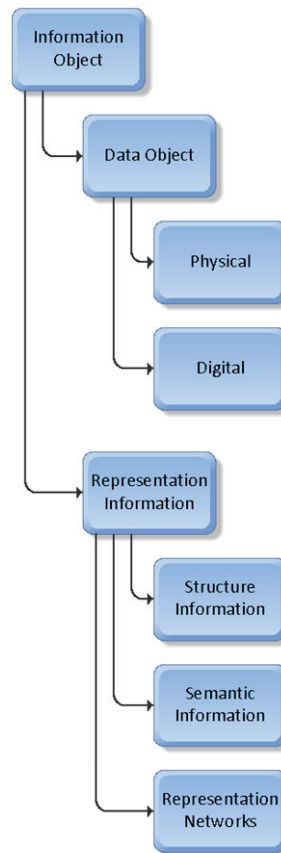 Information
Object
Data Object
Physical
Digital
Representation
Information
Structure
Information
Semantic
Information
Representation
Networks